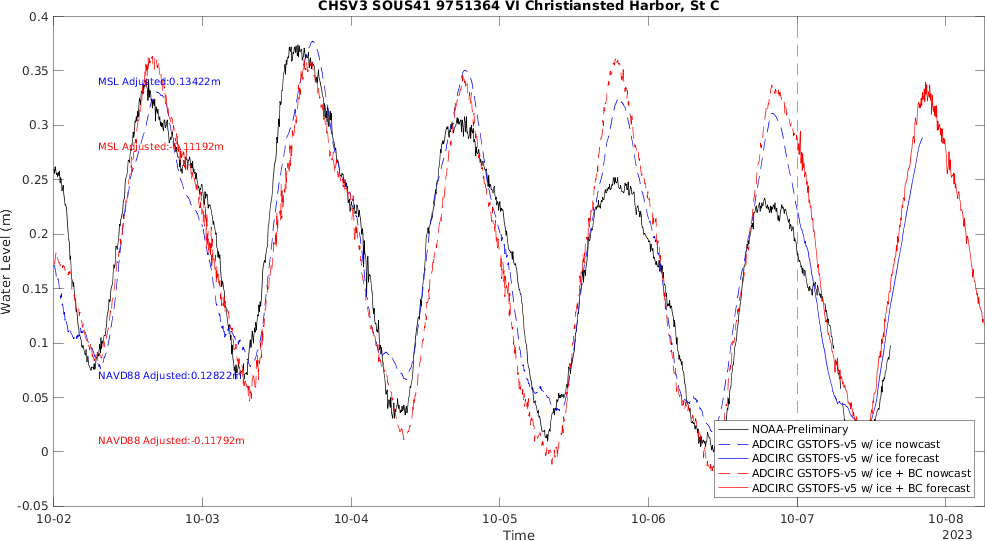 CHSV3 SOUS41 9751364 VI Christiansted Harbor, St C
0.4
0.35
0.3
0.25
0.2
0.15
0.1
0.05
0
-0.05
Water Level (m)
MSL Adjusted:0.13422m
MSL Adjusted:-0.11192m
NAVD88 Adjusted:0.12822m
NAVD88 Adjusted:-0.11792m
NOAA-Preliminary
ADCIRC GSTOFS-v5 w/ ice nowcast
ADCIRC GSTOFS-v5 w/ ice forecast
ADCIRC GSTOFS-v5 w/ ice + BC nowcast
ADCIRC GSTOFS-v5 w/ ice + BC forecast
10-02 10-03 10-04 10-05 10-06 10-07 10-08
Time
2023